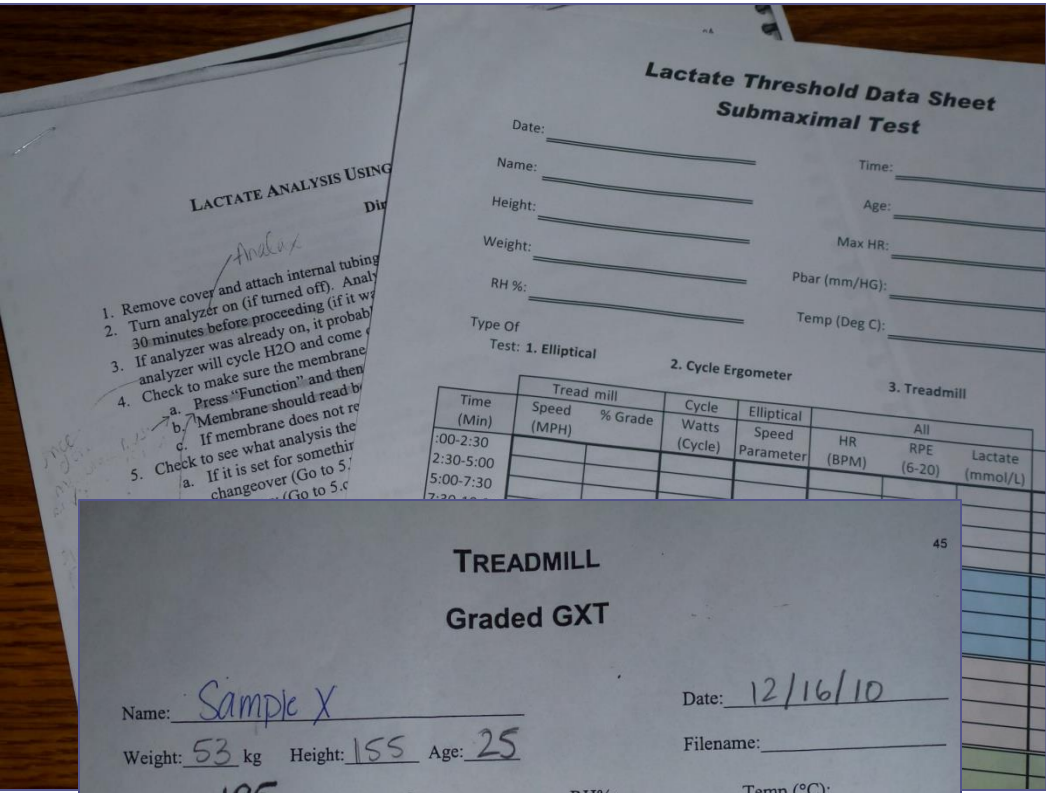 LACTATE ANALYSIS USING
Analax
1. Remove cover and attach internal tubing
2. Turn analyzer on (if turned off).
30 minutes before proceeding (if it
3. If analyzer was already on, it
analyzer will cycle H2O and come
4. Check to make sure the membrane
a. Press "Function" and then
b. Membrane should read
c. If membrane does not
5. Check to see what analysis the
a. If it is set for
changeover (Go to
(Go to 5.c
Lactate Threshold Data Sheet
Submaximal Test
Date:
Time:
Name:
Age:
Height:
Max HR:
Weight:
Pbar (mm/HG):
RH %:
Temp (Deg C):
Type Of
Test: 1. Elliptical 2. Cycle Ergometer 3. Treadmill
Time (Min)
Tread mill
Speed (MPH)
% Grade
Cycle
Watts (Cycle)
Elliptical
Speed Parameter
All
HR (BPM)
RPE (6-20)
Lactate (mmol/L)
:00-2:30
2:30-5:00
5:00-7:30
45
TREADMILL
Graded GXT
Name: Sample X Date: 12/16/10
Weight: 53 kg Height: 155 Age: 25 Filename:
Temp (°C):